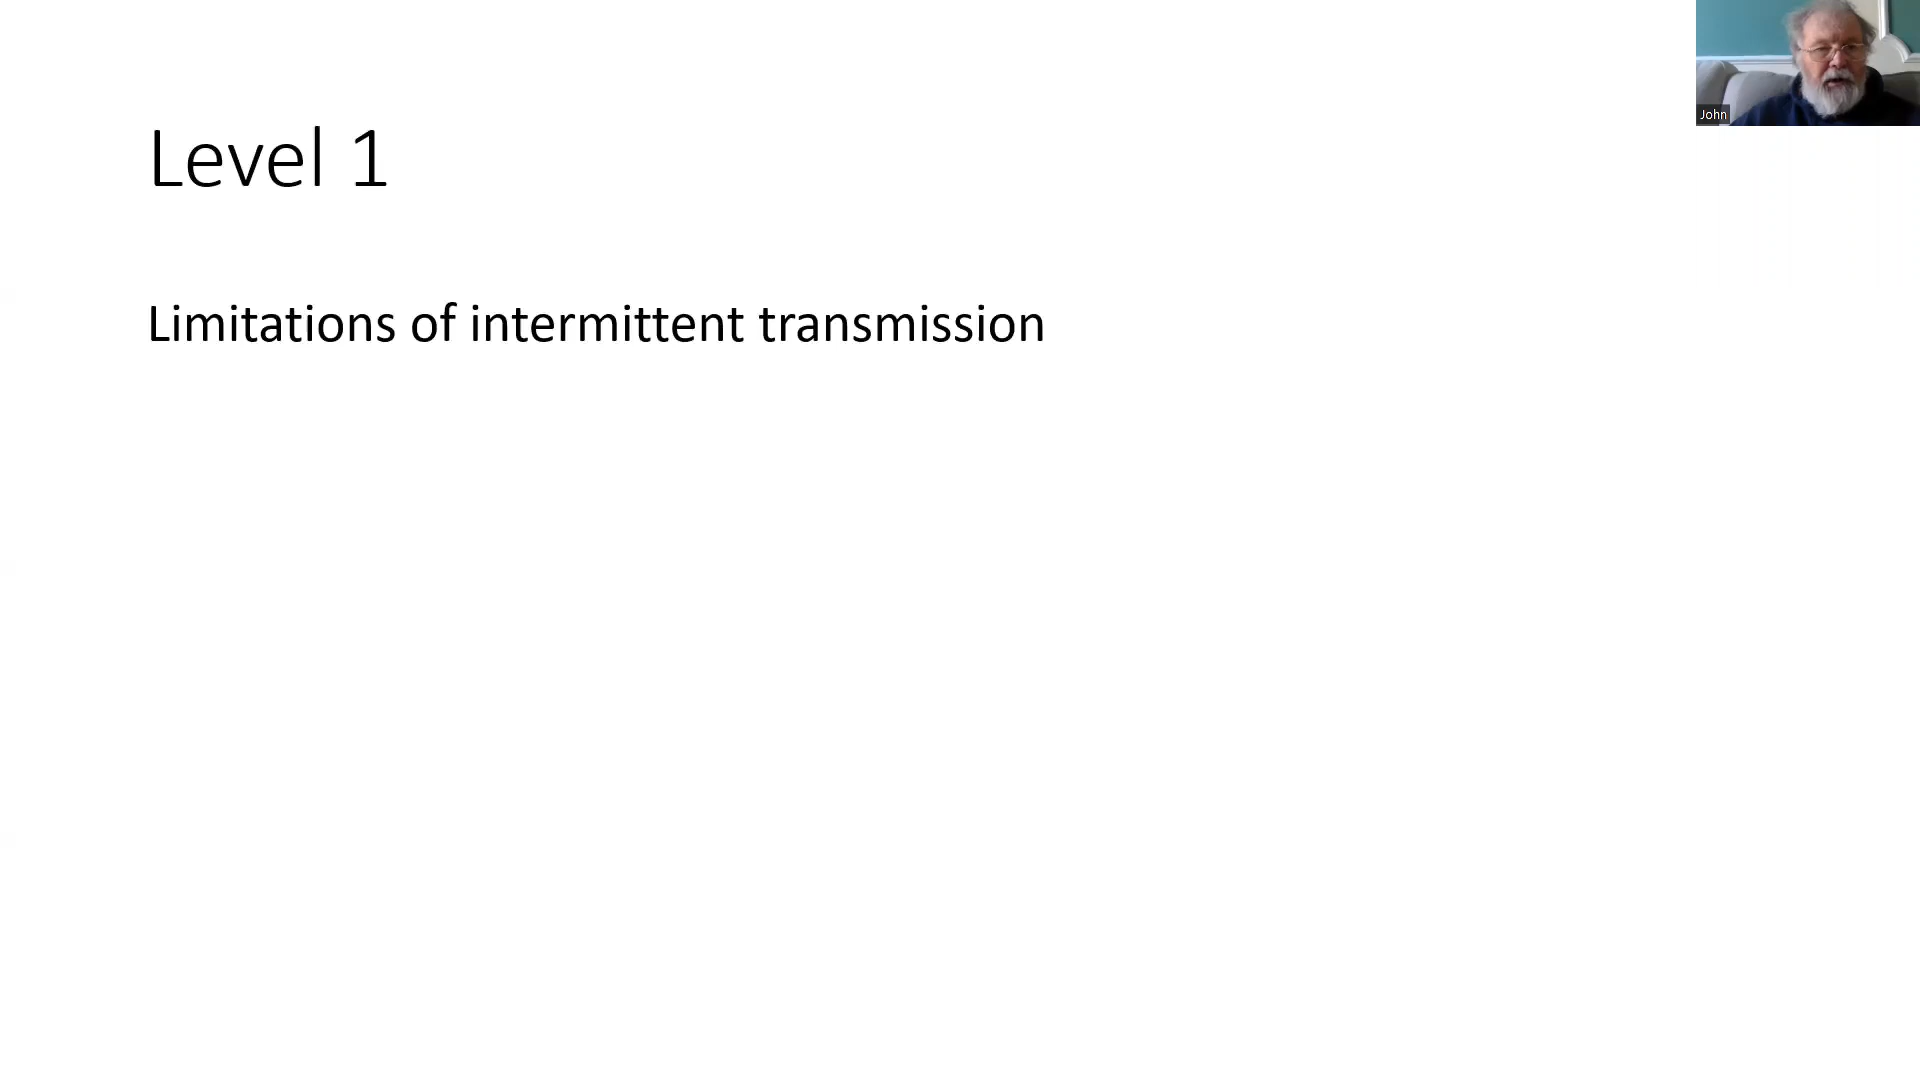 Level 1
Limitations of intermittent transmission
John